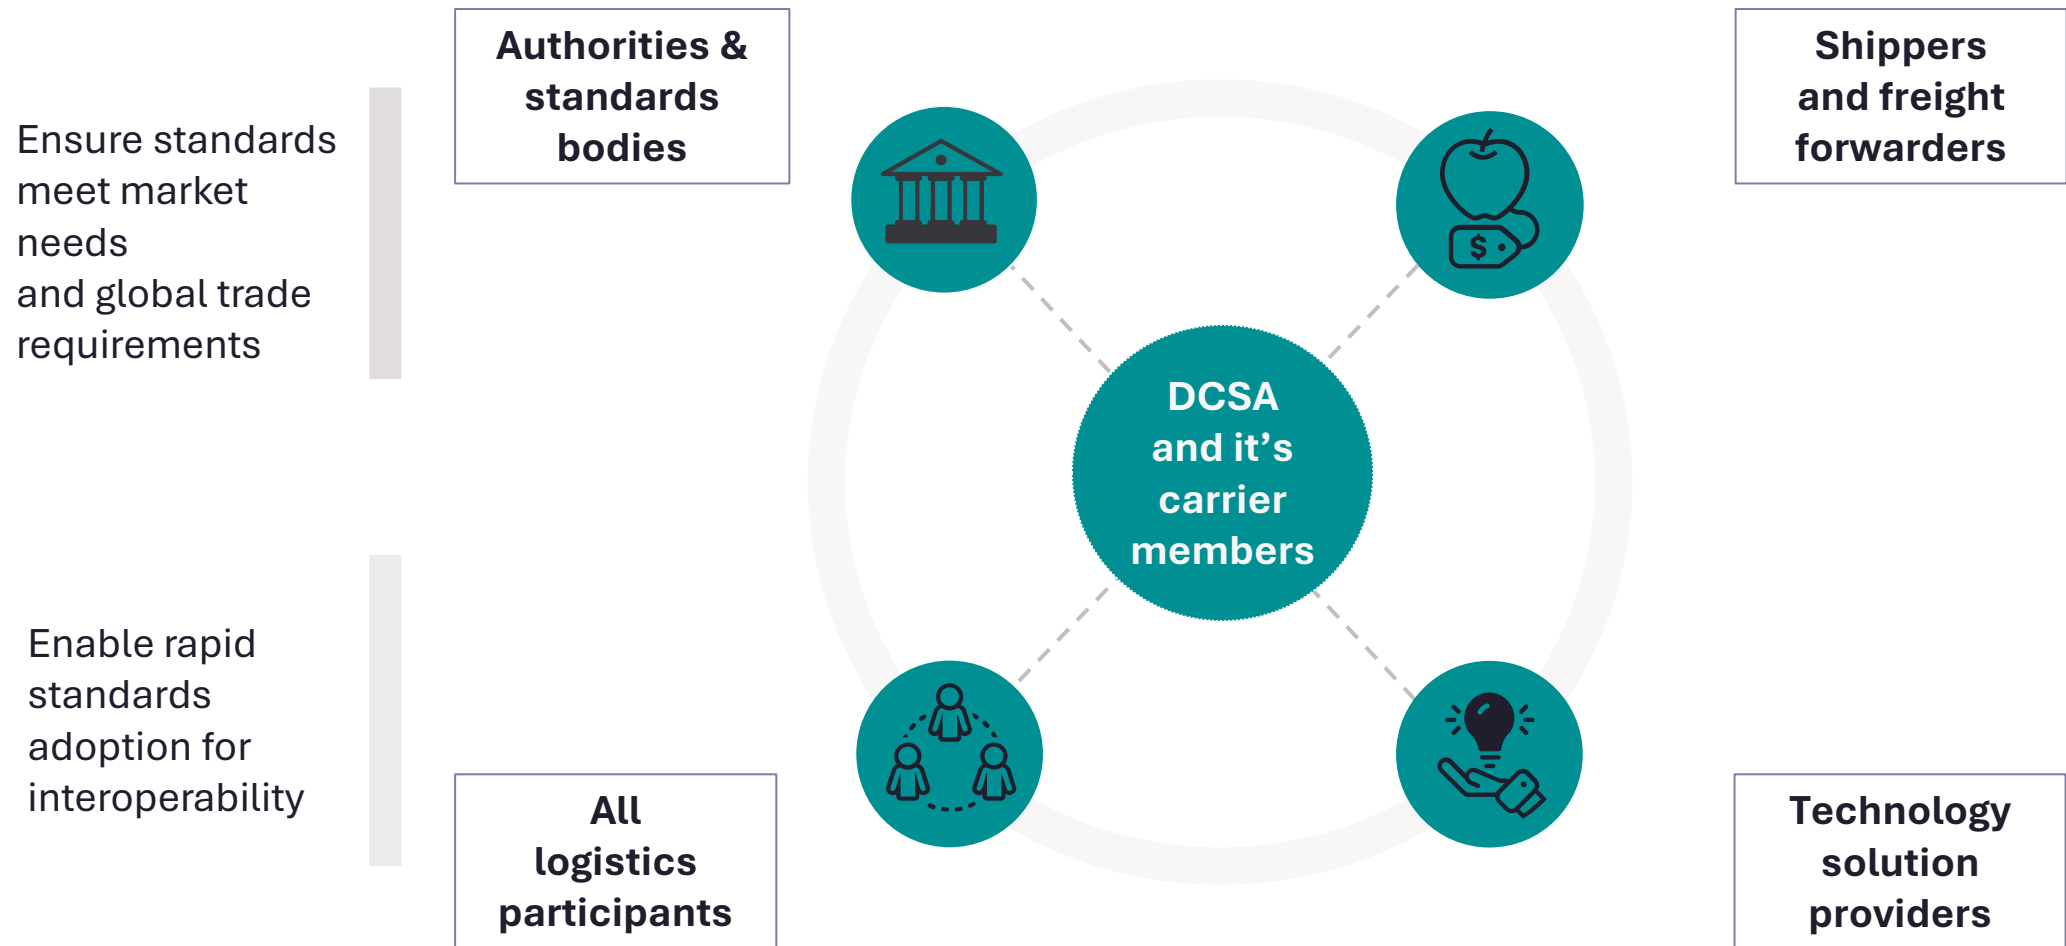 Authorities &
standards
bodies
Shippers
and freight
forwarders
Ensure standards
meet market
needs
and global trade
requirements
$
DCSA
and it’s
carrier
members
Enable rapid
standards
adoption for
interoperability
All
logistics
participants
Technology
solution
providers